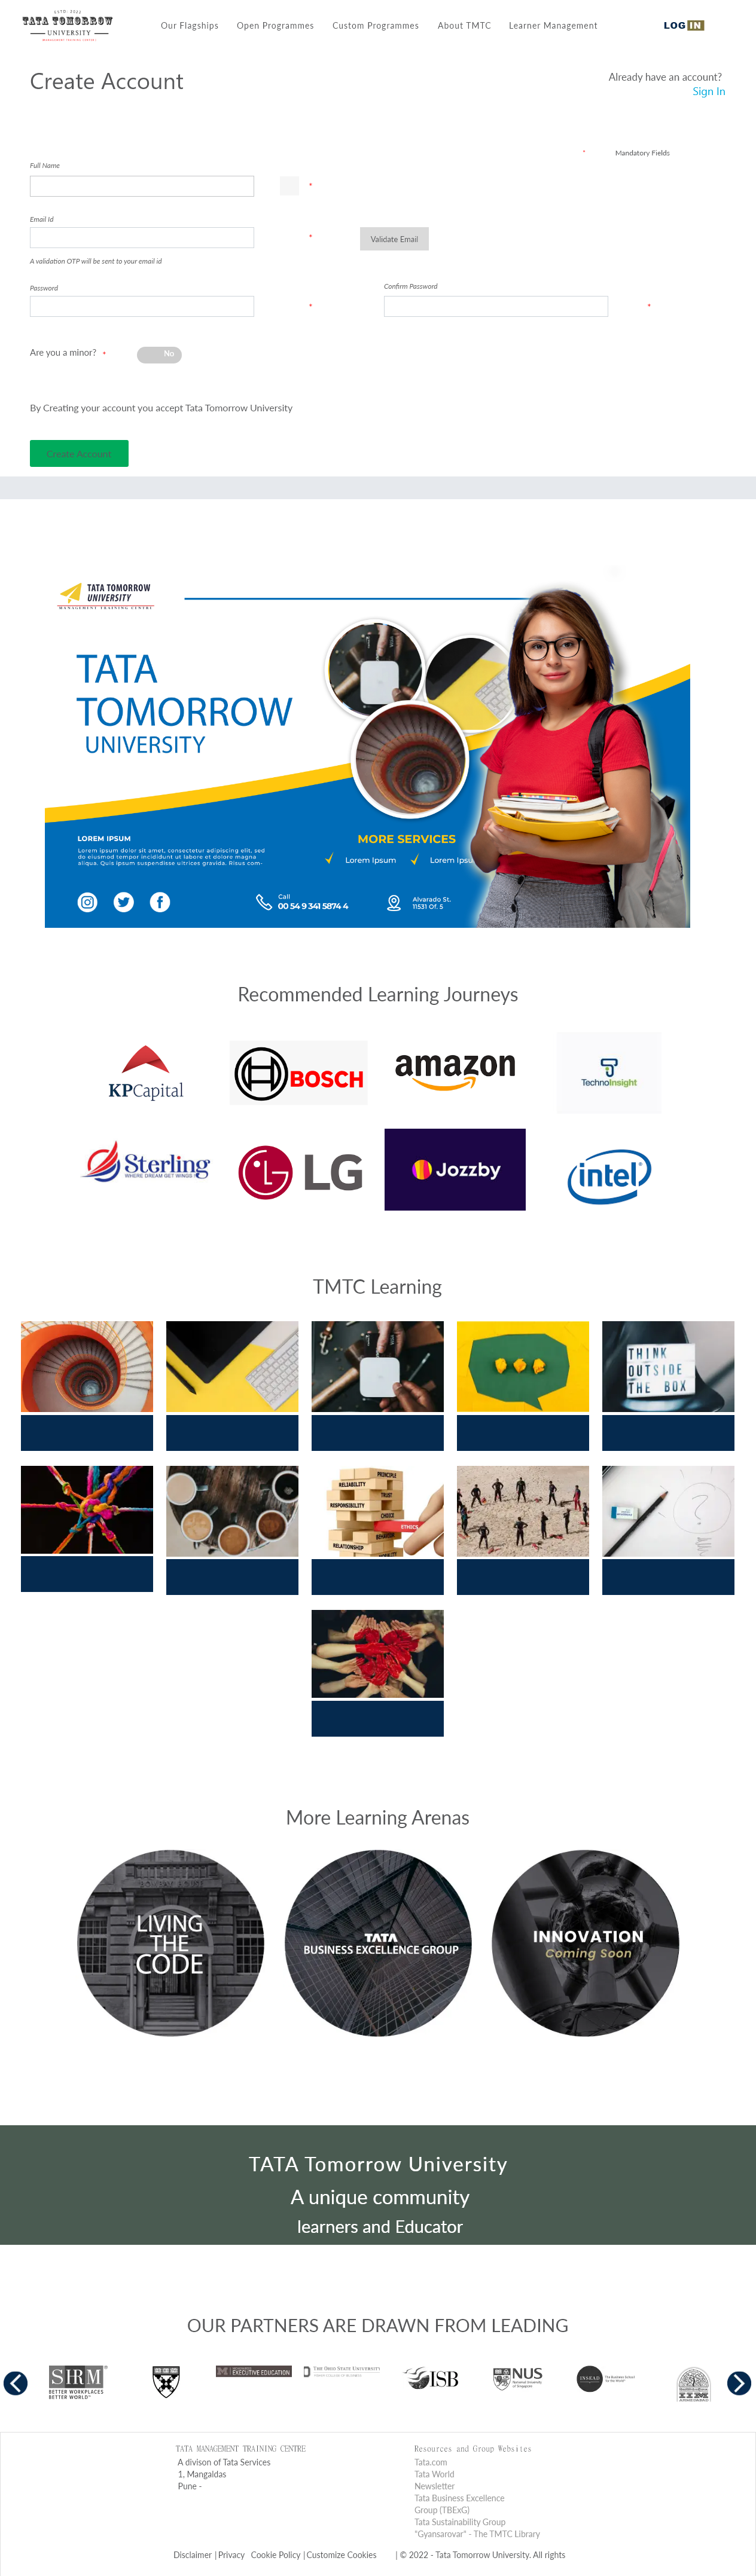 ESTD. 2022
TATA TOMORROW
UNIVERSITY
MANAGEMENT TRAINING CENTRE
Our Flagships
Open Programmes
Custom Programmes
About TMTC
Learner Management
LOG IN
Create Account
Already have an account?
Sign In
* Mandatory Fields
Full Name
*
Email Id
*
Validate Email
A validation OTP will be sent to your email id
Password
*
Confirm Password
*
Are you a minor? *
No
By Creating your account you accept Tata Tomorrow University
Create Account
TATA TOMORROW
UNIVERSITY
MANAGEMENT TRAINING CENTRE
TATA
TOMORROW
UNIVERSITY
LOREM IPSUM
Lorem ipsum dolor sit amet, consectetur adipiscing elit, sed
do eiusmod tempor incididunt ut labore et dolore magna
aliqua. Quis ipsum suspendisse ultrices gravida. Risus com-
MORE SERVICES
Lorem Ipsum
Lorem Ipsu
Call
00 54 9 341 5874 4
Alvarado St.
11531 Of. 5
Recommended Learning Journeys
KPCapital
BOSCH
amazon
TechnoInsight
Sterling
WHERE DREAM GET WINGS
LG
Jozzby
intel
TMTC Learning
THINK
OUTSIDE
THE BOX
PRINCIPLE
RELIABILITY
TRUST
RESPONSIBILITY
CHOICE
ETHICS
BEHAVIOR
RELATIONSHIP
MORALITY
?
More Learning Arenas
LIVING
THE
CODE
TATA
BUSINESS EXCELLENCE GROUP
INNOVATION
Coming Soon
TATA Tomorrow University
A unique community
learners and Educator
OUR PARTNERS ARE DRAWN FROM LEADING
SHRM
BETTER WORKPLACES
BETTER WORLD
EXECUTIVE EDUCATION
THE OHIO STATE UNIVERSITY
ISB
NUS
National University
of Singapore
INSEAD
The Business School
for the World
IIM
TATA MANAGEMENT TRAINING CENTRE
A divison of Tata Services
1, Mangaldas
Pune -
Resources and Group Websites
Tata.com
Tata World
Newsletter
Tata Business Excellence
Group (TBExG)
Tata Sustainability Group
"Gyansarovar" - The TMTC Library
Disclaimer | Privacy Cookie Policy | Customize Cookies | © 2022 - Tata Tomorrow University. All rights